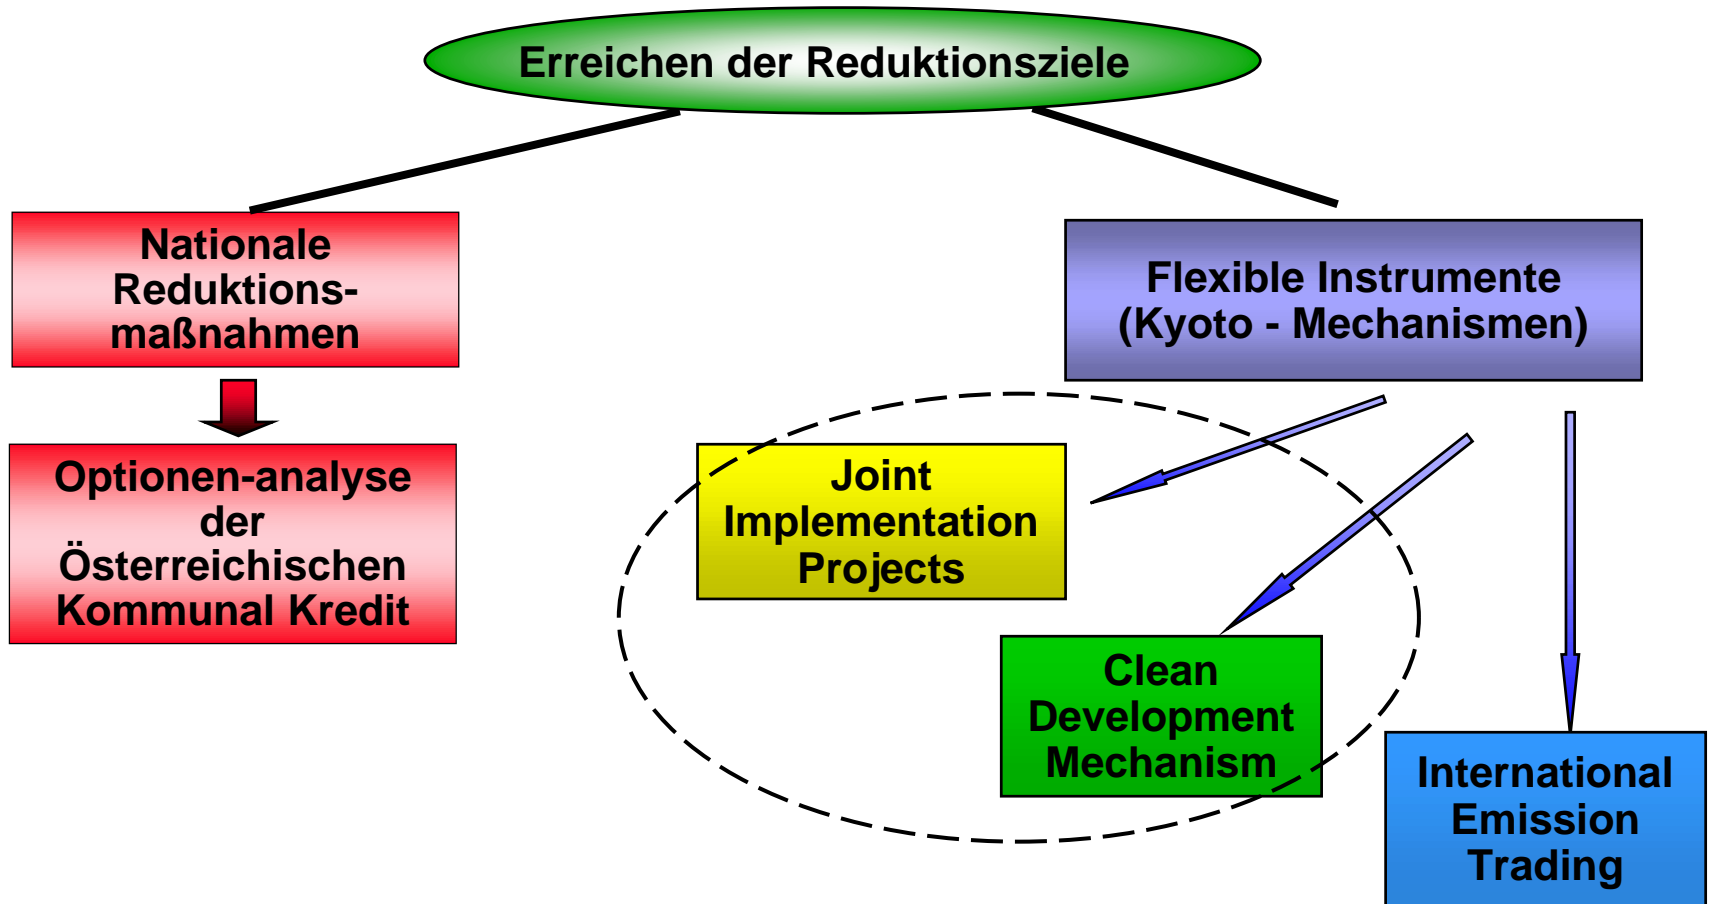 Erreichen der Reduktionsziele
Nationale
Reduktions-
maßnahmen
Flexible Instrumente
(Kyoto - Mechanismen)
Optionen-analyse
der
Österreichischen
Kommunal Kredit
Joint
Implementation
Projects
Clean
Development
Mechanism
International
Emission
Trading